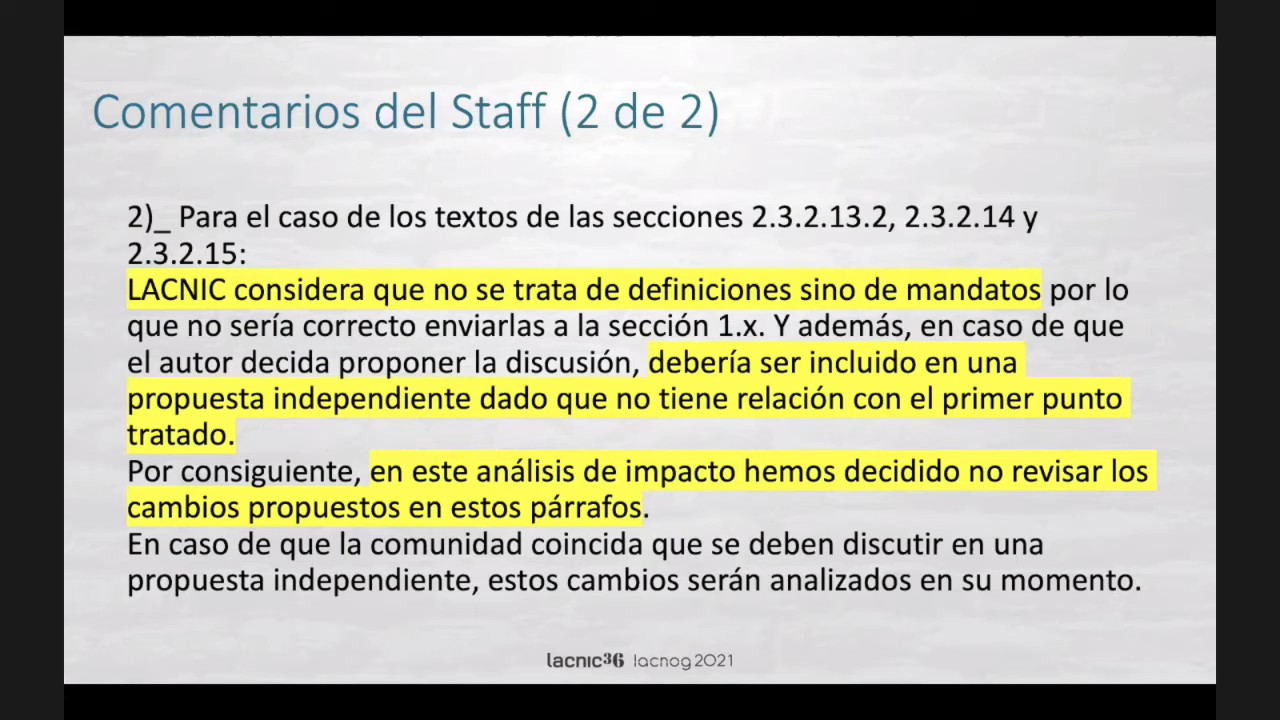 Comentarios del Staff (2 de 2)
2)_ Para el caso de los textos de las secciones 2.3.2.13.2, 2.3.2.14 y
2.3.2.15:
LACNIC considera que no se trata de definiciones sino de mandatos por lo
que no sería correcto enviarlas a la sección 1.x. Y además, en caso de que
el autor decida proponer la discusión, debería ser incluido en una
propuesta independiente dado que no tiene relación con el primer punto
tratado.
Por consiguiente, en este análisis de impacto hemos decidido no revisar los
cambios propuestos en estos párrafos.
En caso de que la comunidad coincida que se deben discutir en una
propuesta independiente, estos cambios serán analizados en su momento.
lacnic36 lacnog2021